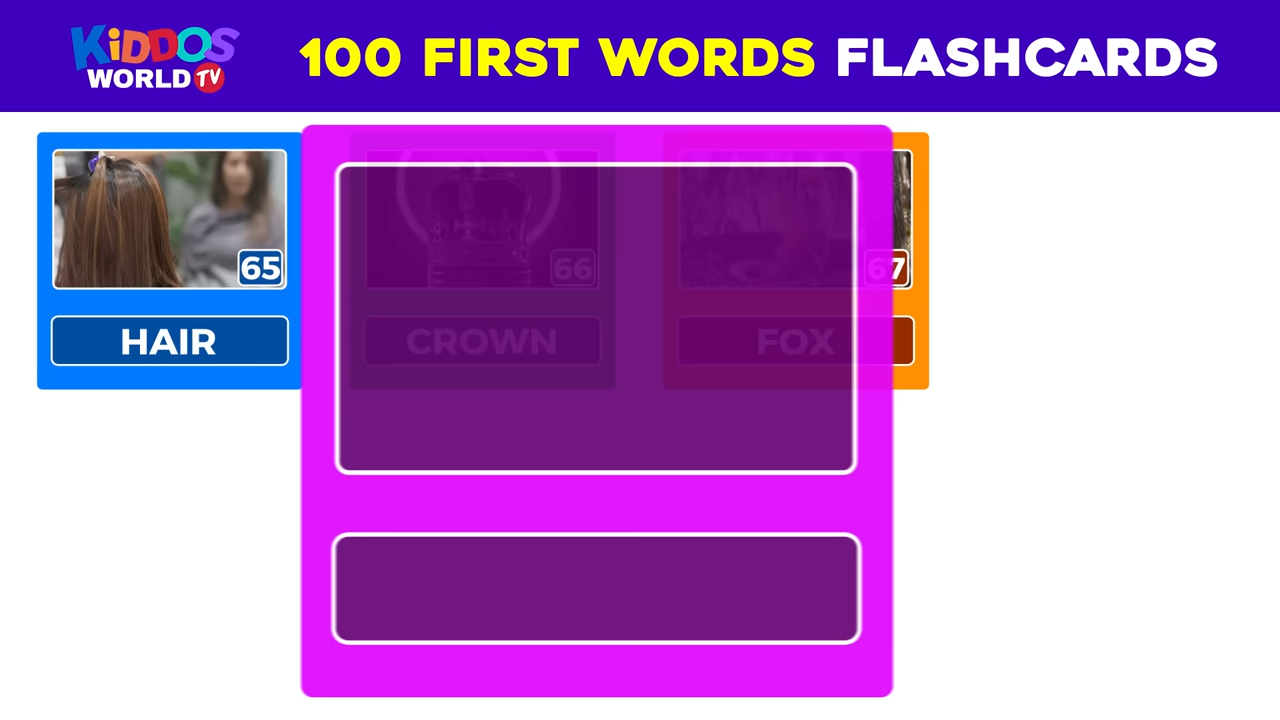 KiDDOS
WORLD TV
100 FIRST WORDS FLASHCARDS
65
66
67
HAIR
CROWN
FOX